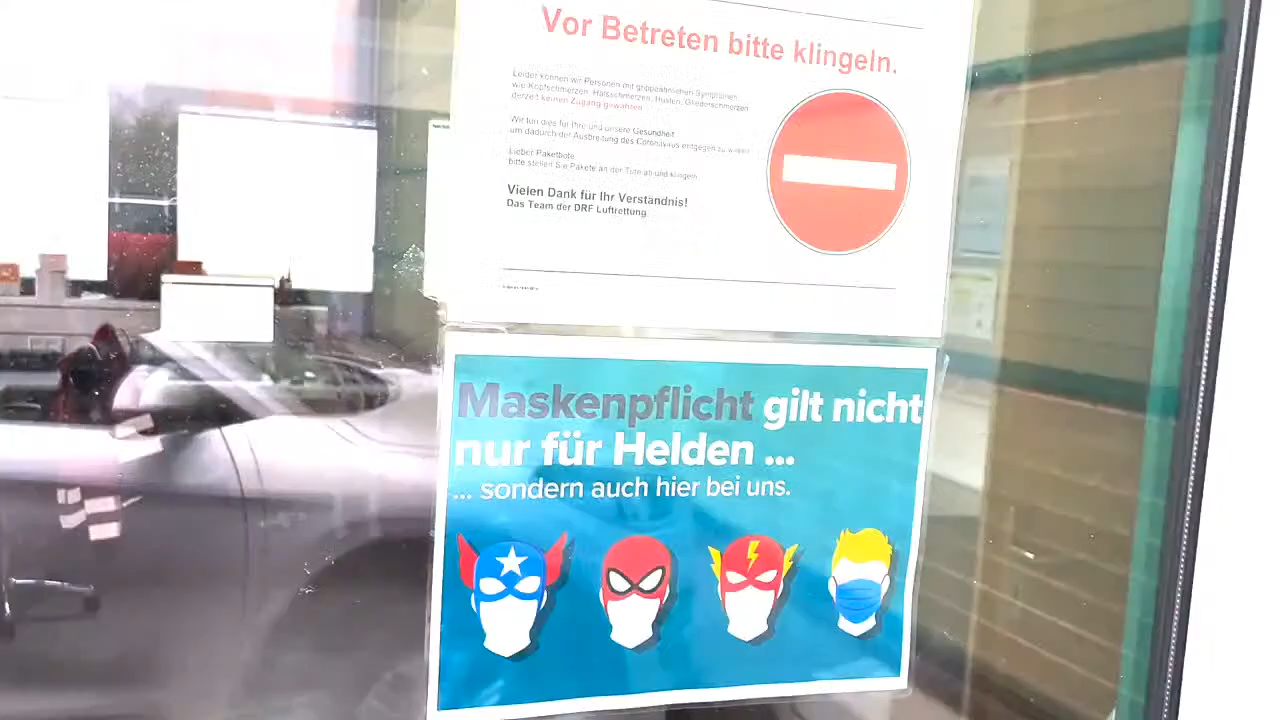 Vor Betreten bitte klingeln.
Leider können wir Personen mit grippeähnlichen Symptomen
wie Kopfschmerzen, Halsschmerzen, Husten, Gliederschmerzen
derzeit keinen Zugang gewähren.
Wir tun dies für Ihre und unsere Gesundheit
um dadurch der Ausbreitung des Coronavirus entgegen zu wirken
Lieber Paketbote
bitte stellen Sie Pakete an der Türe ab und klingeln
Vielen Dank für Ihr Verständnis!
Das Team der DRF Luftrettung
Maskenpflicht gilt nicht
nur für Helden ...
... sondern auch hier bei uns.